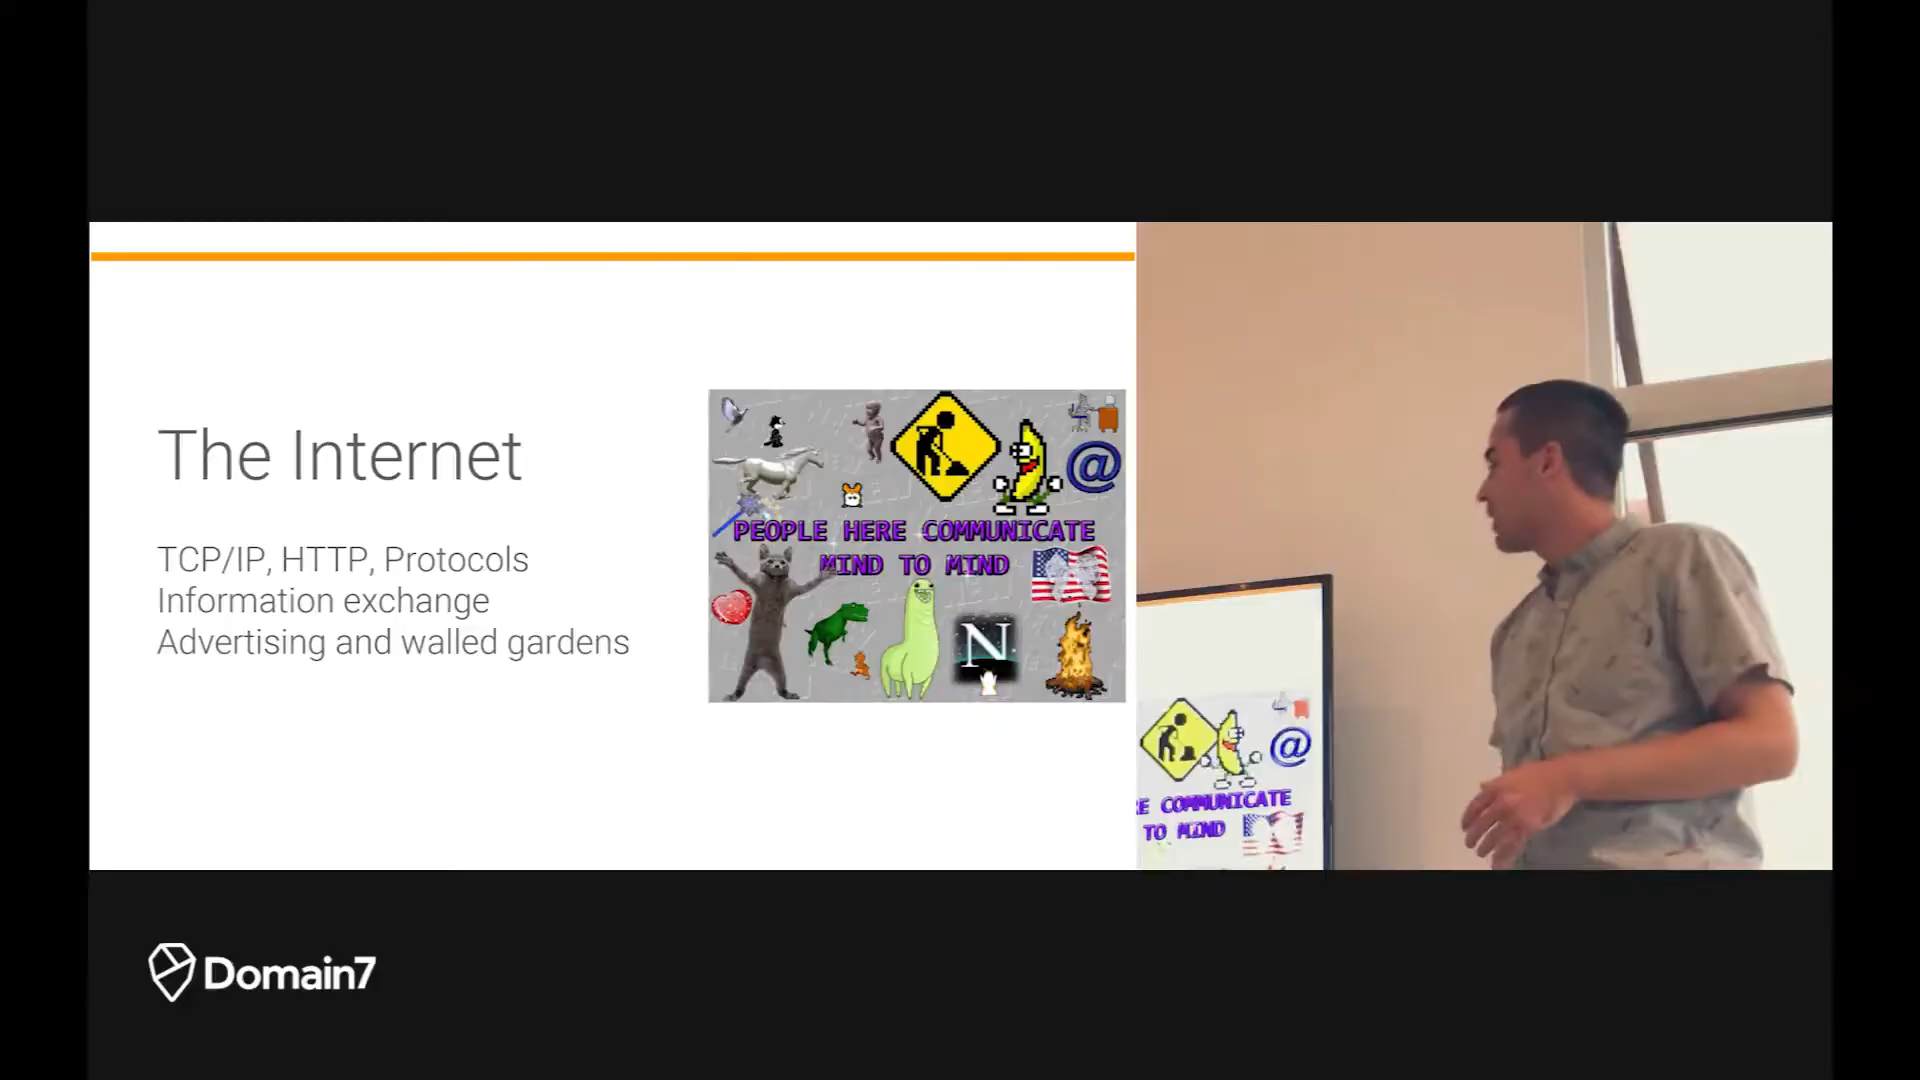 The Internet
TCP/IP, HTTP, Protocols
Information exchange
Advertising and walled gardens
@
PEOPLE HERE COMMUNICATE
MIND TO MIND
N
@
E COMMUNICATE
TO MIND
Domain7